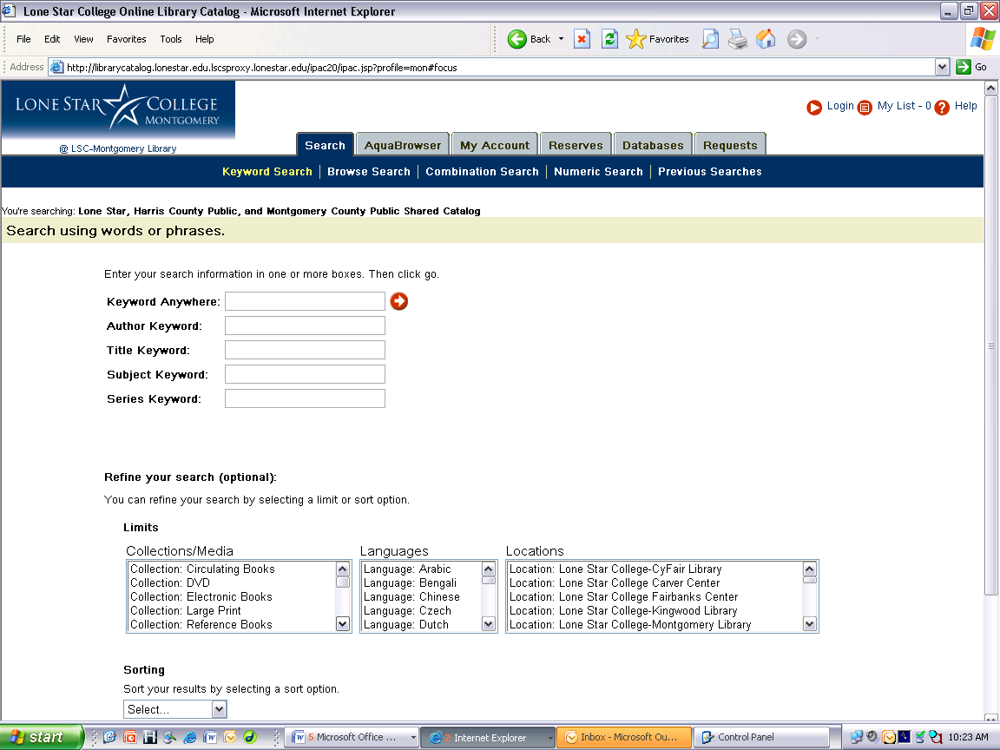 Lone Star College Online Library Catalog - Microsoft Internet Explorer
File Edit View Favorites Tools Help Back Favorites
Address http://librarycatalog.lonestar.edu.lscsproxy.lonestar.edu/ipac20/ipac.jsp?profile=mon#focus Go
LONE STAR COLLEGE
MONTGOMERY
Login My List - 0 ? Help
@ LSC-Montgomery Library
Search AquaBrowser My Account Reserves Databases Requests
Keyword Search Browse Search Combination Search Numeric Search Previous Searches
You're searching: Lone Star, Harris County Public, and Montgomery County Public Shared Catalog
Search using words or phrases.
Enter your search information in one or more boxes. Then click go.
Keyword Anywhere:
Author Keyword:
Title Keyword:
Subject Keyword:
Series Keyword:
Refine your search (optional):
You can refine your search by selecting a limit or sort option.
Limits
Collections/Media Languages Locations
Collection: Circulating Books Language: Arabic Location: Lone Star College-CyFair Library
Collection: DVD Language: Bengali Location: Lone Star College Carver Center
Collection: Electronic Books Language: Chinese Location: Lone Star College Fairbanks Center
Collection: Large Print Language: Czech Location: Lone Star College-Kingwood Library
Collection: Reference Books Language: Dutch Location: Lone Star College-Montgomery Library
Sorting
Sort your results by selecting a sort option.
Select...
start 5 Microsoft Office ... 2 Internet Explorer Inbox - Microsoft Ou... Control Panel 10:23 AM